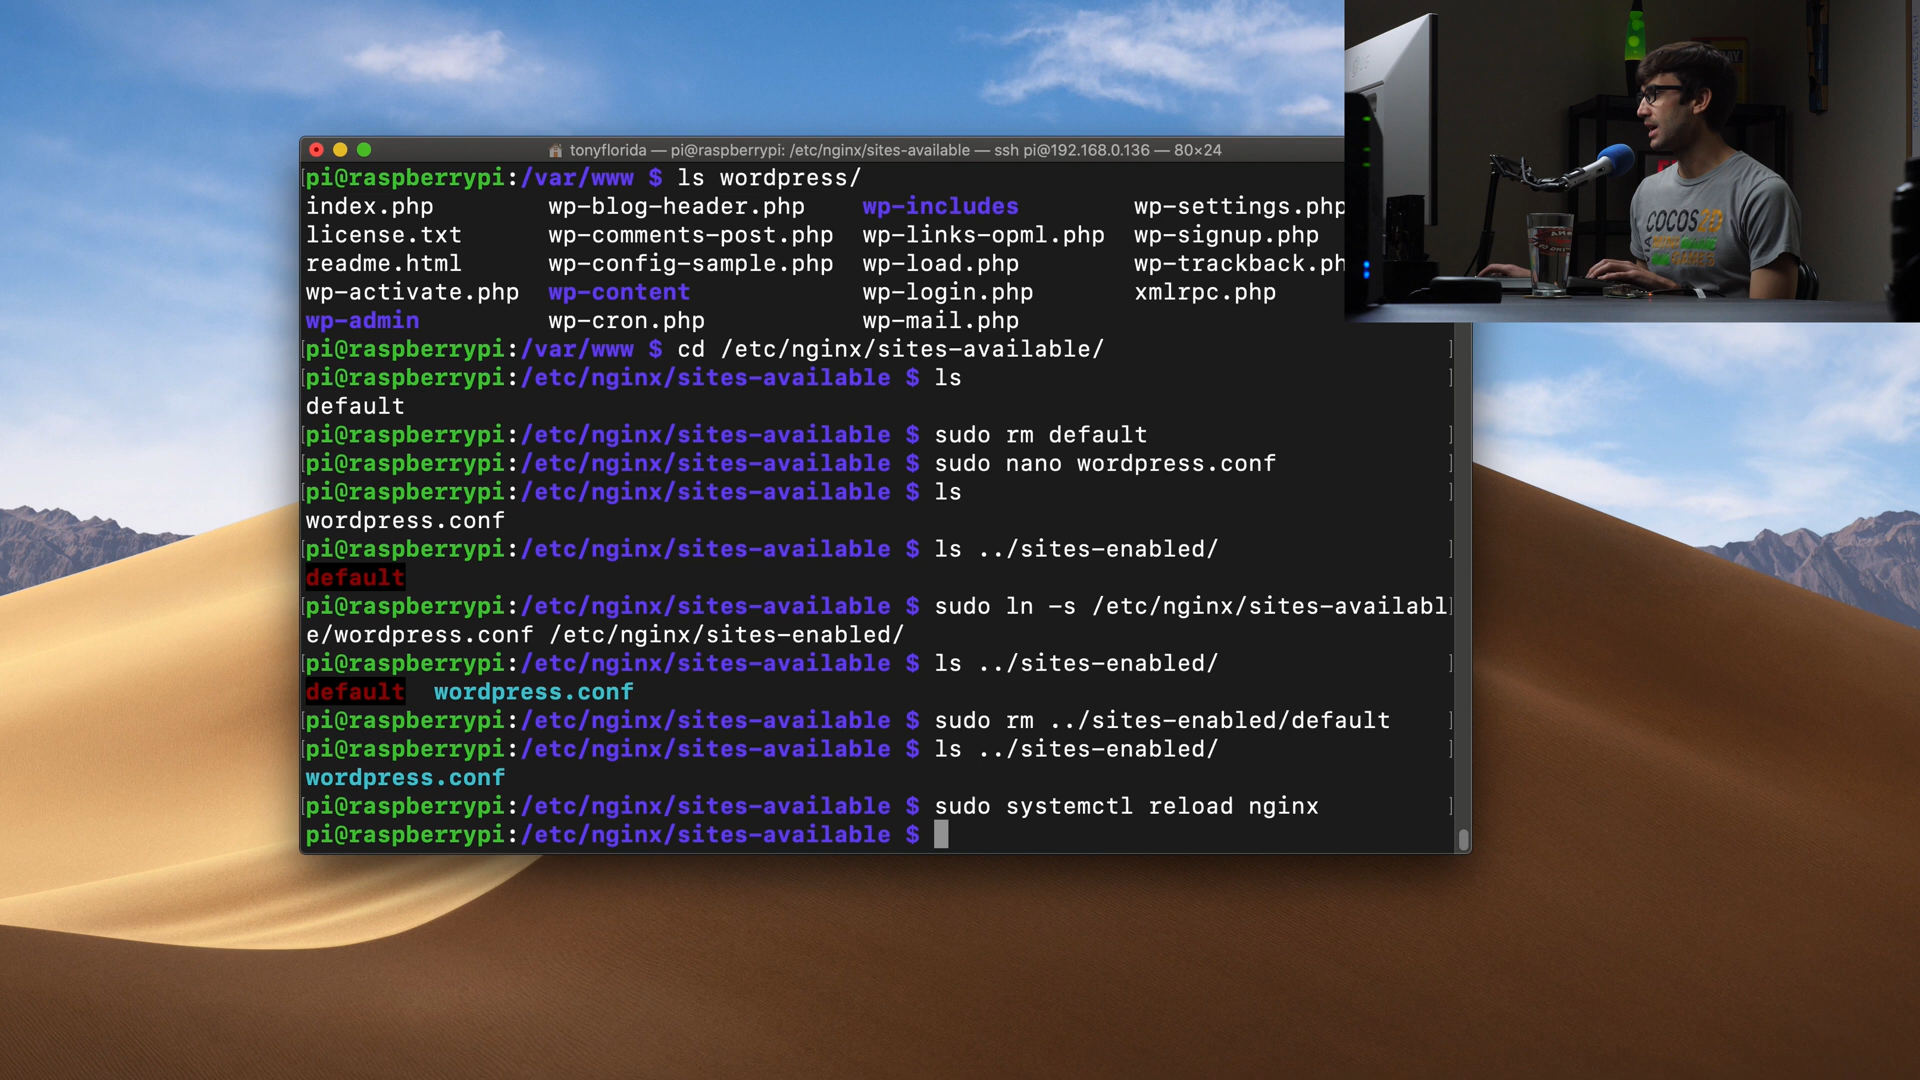 tonyflorida — pi@raspberrypi: /etc/nginx/sites-available — ssh pi@192.168.0.136 — 80×24
pi@raspberrypi:/var/www $ ls wordpress/
index.php wp-blog-header.php wp-includes wp-settings.php
license.txt wp-comments-post.php wp-links-opml.php wp-signup.php
readme.html wp-config-sample.php wp-load.php wp-trackback.ph
wp-activate.php wp-content wp-login.php xmlrpc.php
wp-admin wp-cron.php wp-mail.php
pi@raspberrypi:/var/www $ cd /etc/nginx/sites-available/
pi@raspberrypi:/etc/nginx/sites-available $ ls
default
pi@raspberrypi:/etc/nginx/sites-available $ sudo rm default
pi@raspberrypi:/etc/nginx/sites-available $ sudo nano wordpress.conf
pi@raspberrypi:/etc/nginx/sites-available $ ls
wordpress.conf
pi@raspberrypi:/etc/nginx/sites-available $ ls ../sites-enabled/
default
pi@raspberrypi:/etc/nginx/sites-available $ sudo ln -s /etc/nginx/sites-availabl
e/wordpress.conf /etc/nginx/sites-enabled/
pi@raspberrypi:/etc/nginx/sites-available $ ls ../sites-enabled/
default wordpress.conf
pi@raspberrypi:/etc/nginx/sites-available $ sudo rm ../sites-enabled/default
pi@raspberrypi:/etc/nginx/sites-available $ ls ../sites-enabled/
wordpress.conf
pi@raspberrypi:/etc/nginx/sites-available $ sudo systemctl reload nginx
pi@raspberrypi:/etc/nginx/sites-available $
COCOS2D